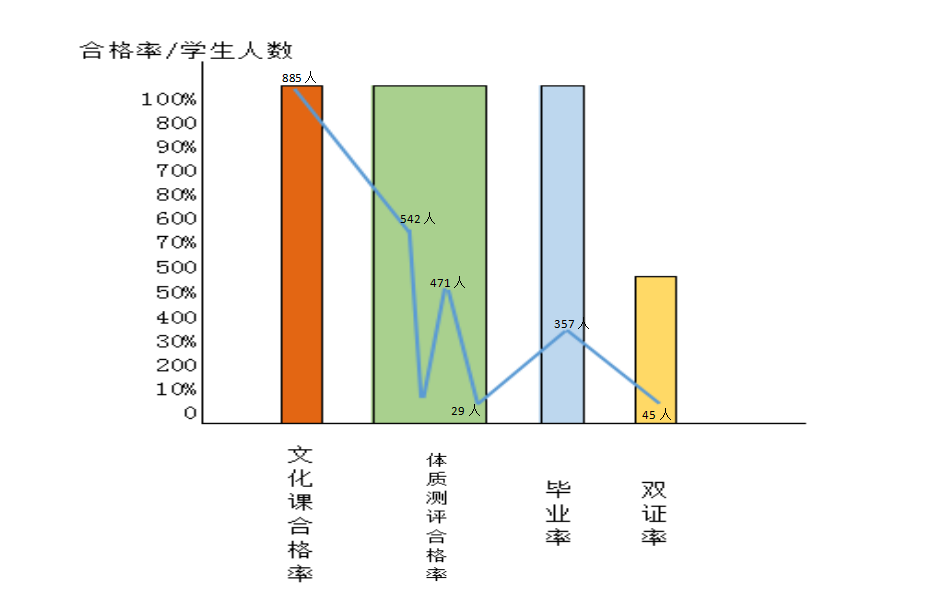 合格率/学生人数
885人
100%
800
90%
700
80%
600
542人
70%
500
50%
471人
400
357人
30%
200
10%
29人
45人
0
文化课合格率
体质测评合格率
毕业率
双证率